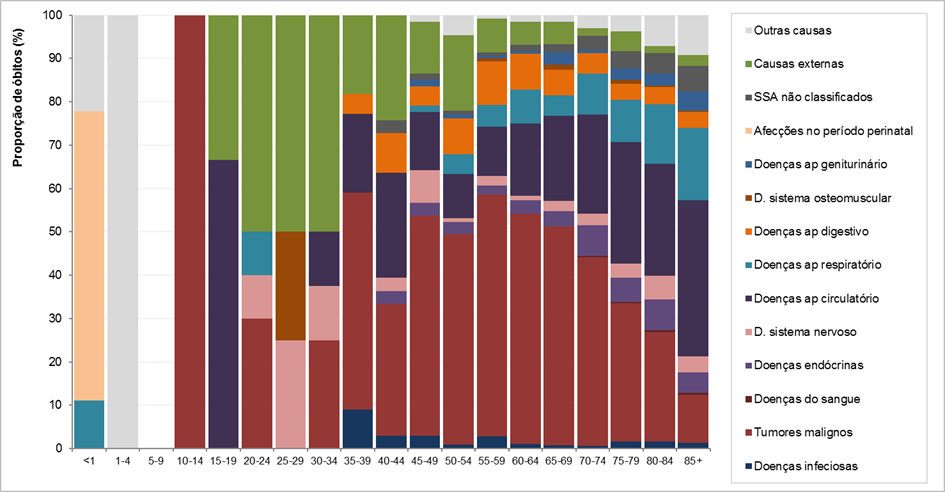 Proporção de óbitos (%)
100
90
80
70
60
50
40
30
20
10
0
<1 1-4 5-9 10-14 15-19 20-24 25-29 30-34 35-39 40-44 45-49 50-54 55-59 60-64 65-69 70-74 75-79 80-84 85+
Outras causas
Causas externas
SSA não classificados
Afecções no período perinatal
Doenças ap geniturinário
D. sistema osteomuscular
Doenças ap digestivo
Doenças ap respiratório
Doenças ap circulatório
D. sistema nervoso
Doenças endócrinas
Doenças do sangue
Tumores malignos
Doenças infeciosas